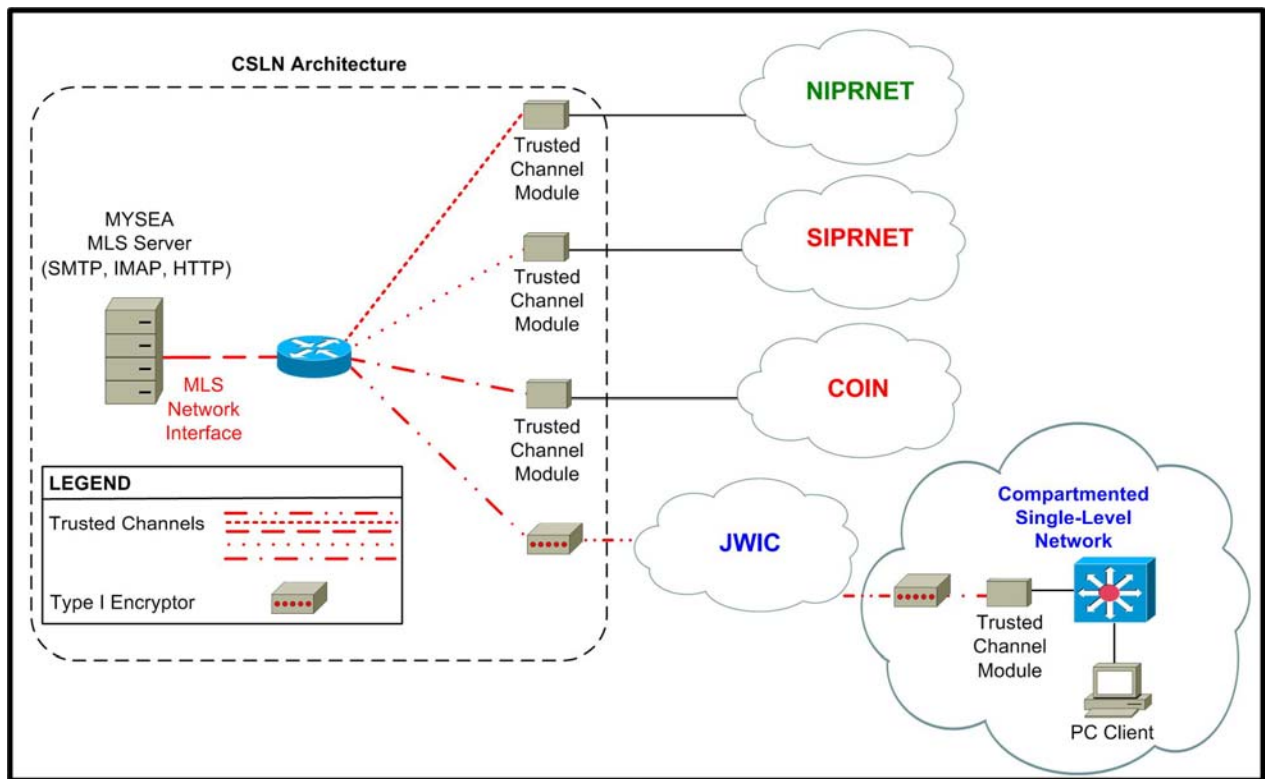 CSLN Architecture
NIPRNET
Trusted
Channel
Module
MYSEA
MLS Server
(SMTP, IMAP, HTTP)
SIPRNET
Trusted
Channel
Module
MLS
Network
Interface
COIN
Trusted
Channel
Module
LEGEND
Trusted Channels
Type I Encryptor
JWIC
Compartmented
Single-Level
Network
Trusted
Channel
Module
PC Client